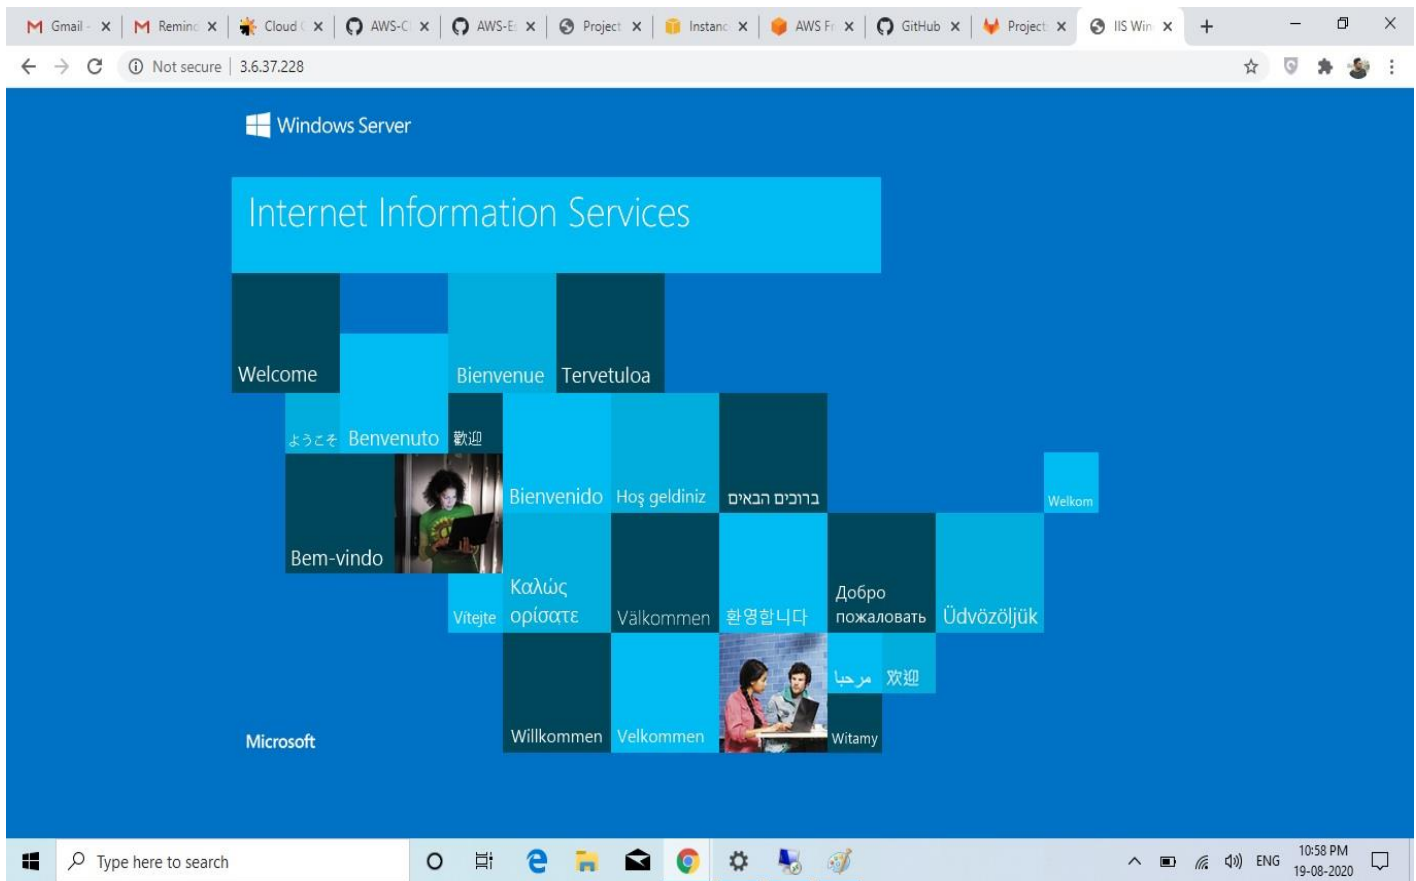 Gmail -
Remind
Cloud
AWS-C
AWS-E
Project
Instanc
AWS Fr
GitHub
Project
IIS Win
Not secure
3.6.37.228
Windows Server
Internet Information Services
Welcome
Bienvenue
Tervetuloa
ようこそ
Benvenuto
歡迎
Bienvenido
Hoş geldiniz
ברוכים הבאים
Welkom
Bem-vindo
Vítejte
Καλώς
ορίσατε
Välkommen
환영합니다
Добро
пожаловать
Üdvözöljük
مرحبا
欢迎
Willkommen
Velkommen
Witamy
Microsoft
Type here to search
ENG
10:58 PM
19-08-2020